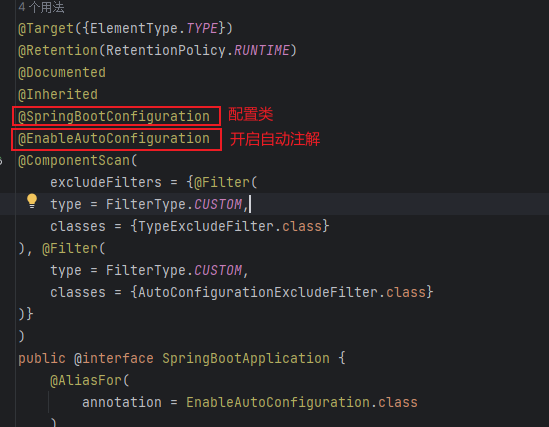 4 个用法
@Target({ElementType.TYPE})
@Retention(RetentionPolicy.RUNTIME)
@Documented
@Inherited
@SpringBootConfiguration 配置类
@EnableAutoConfiguration 开启自动注解
@ComponentScan(
excludeFilters = {@Filter(
type = FilterType.CUSTOM,
classes = {TypeExcludeFilter.class}
), @Filter(
type = FilterType.CUSTOM,
classes = {AutoConfigurationExcludeFilter.class}
)}
)
public @interface SpringBootApplication {
@AliasFor(
annotation = EnableAutoConfiguration.class
)